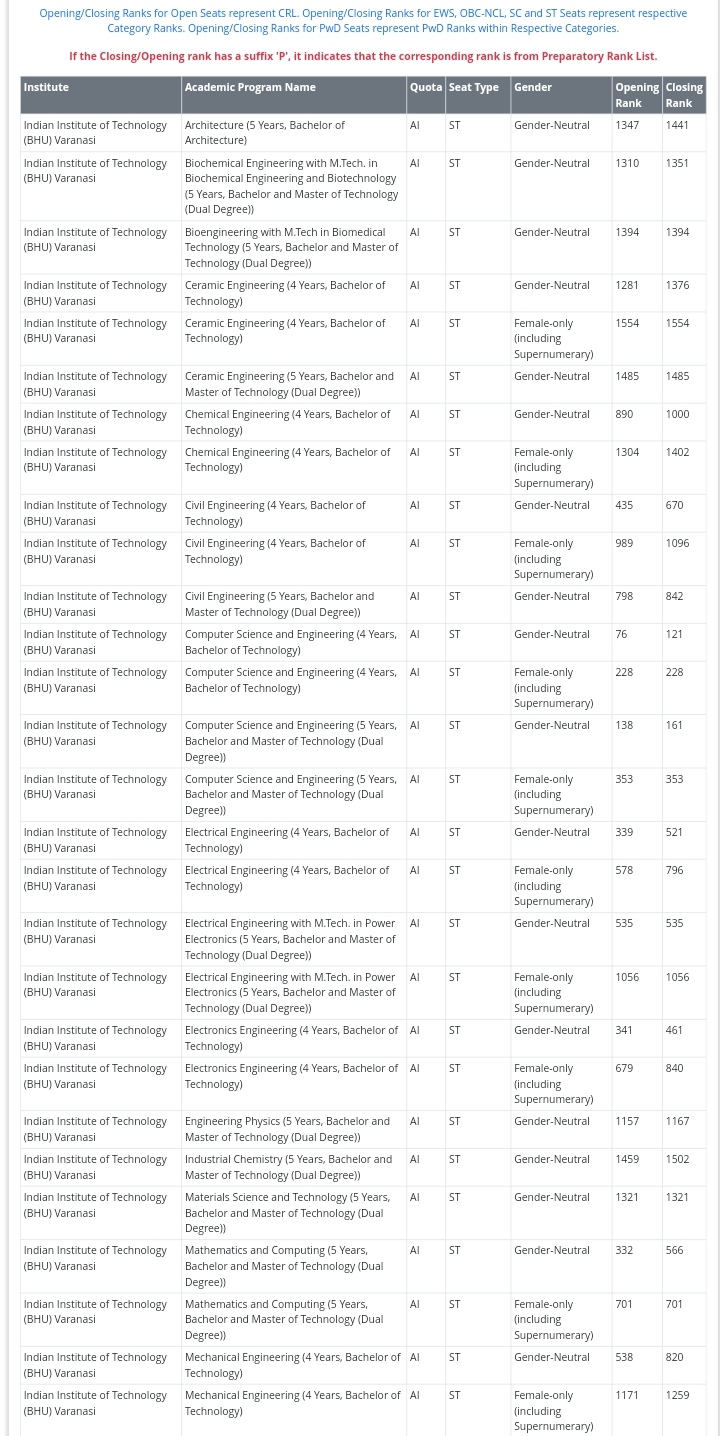 Opening/Closing Ranks for Open Seats represent CRL. Opening/Closing Ranks for EWS, OBC-NCL, SC and ST Seats represent respective
Category Ranks. Opening/Closing Ranks for PwD Seats represent PwD Ranks within Respective Categories.
If the Closing/Opening rank has a suffix 'P', it indicates that the corresponding rank is from Preparatory Rank List.
Institute Academic Program Name Quota Seat Type Gender Opening Closing
Rank Rank
Indian Institute of Technology Architecture (5 Years, Bachelor of AI ST Gender-Neutral 1347 1441
(BHU) Varanasi Architecture)
Indian Institute of Technology Biochemical Engineering with M.Tech. in AI ST Gender-Neutral 1310 1351
(BHU) Varanasi Biochemical Engineering and Biotechnology
(5 Years, Bachelor and Master of Technology
(Dual Degree))
Indian Institute of Technology Bioengineering with M.Tech in Biomedical AI ST Gender-Neutral 1394 1394
(BHU) Varanasi Technology (5 Years, Bachelor and Master of
Technology (Dual Degree))
Indian Institute of Technology Ceramic Engineering (4 Years, Bachelor of AI ST Gender-Neutral 1281 1376
(BHU) Varanasi Technology)
Indian Institute of Technology Ceramic Engineering (4 Years, Bachelor of AI ST Female-only 1554 1554
(BHU) Varanasi Technology) (including
Supernumerary)
Indian Institute of Technology Ceramic Engineering (5 Years, Bachelor and AI ST Gender-Neutral 1485 1485
(BHU) Varanasi Master of Technology (Dual Degree))
Indian Institute of Technology Chemical Engineering (4 Years, Bachelor of AI ST Gender-Neutral 890 1000
(BHU) Varanasi Technology)
Indian Institute of Technology Chemical Engineering (4 Years, Bachelor of AI ST Female-only 1304 1402
(BHU) Varanasi Technology) (including
Supernumerary)
Indian Institute of Technology Civil Engineering (4 Years, Bachelor of AI ST Gender-Neutral 435 670
(BHU) Varanasi Technology)
Indian Institute of Technology Civil Engineering (4 Years, Bachelor of AI ST Female-only 989 1096
(BHU) Varanasi Technology) (including
Supernumerary)
Indian Institute of Technology Civil Engineering (5 Years, Bachelor and AI ST Gender-Neutral 798 842
(BHU) Varanasi Master of Technology (Dual Degree))
Indian Institute of Technology Computer Science and Engineering (4 Years, AI ST Gender-Neutral 76 121
(BHU) Varanasi Bachelor of Technology)
Indian Institute of Technology Computer Science and Engineering (4 Years, AI ST Female-only 228 228
(BHU) Varanasi Bachelor of Technology) (including
Supernumerary)
Indian Institute of Technology Computer Science and Engineering (5 Years, AI ST Gender-Neutral 138 161
(BHU) Varanasi Bachelor and Master of Technology (Dual
Degree))
Indian Institute of Technology Computer Science and Engineering (5 Years, AI ST Female-only 353 353
(BHU) Varanasi Bachelor and Master of Technology (Dual (including
Degree)) Supernumerary)
Indian Institute of Technology Electrical Engineering (4 Years, Bachelor of AI ST Gender-Neutral 339 521
(BHU) Varanasi Technology)
Indian Institute of Technology Electrical Engineering (4 Years, Bachelor of AI ST Female-only 578 796
(BHU) Varanasi Technology) (including
Supernumerary)
Indian Institute of Technology Electrical Engineering with M.Tech. in Power AI ST Gender-Neutral 535 535
(BHU) Varanasi Electronics (5 Years, Bachelor and Master of
Technology (Dual Degree))
Indian Institute of Technology Electrical Engineering with M.Tech. in Power AI ST Female-only 1056 1056
(BHU) Varanasi Electronics (5 Years, Bachelor and Master of (including
Technology (Dual Degree)) Supernumerary)
Indian Institute of Technology Electronics Engineering (4 Years, Bachelor of AI ST Gender-Neutral 341 461
(BHU) Varanasi Technology)
Indian Institute of Technology Electronics Engineering (4 Years, Bachelor of AI ST Female-only 679 840
(BHU) Varanasi Technology) (including
Supernumerary)
Indian Institute of Technology Engineering Physics (5 Years, Bachelor and AI ST Gender-Neutral 1157 1167
(BHU) Varanasi Master of Technology (Dual Degree))
Indian Institute of Technology Industrial Chemistry (5 Years, Bachelor and AI ST Gender-Neutral 1459 1502
(BHU) Varanasi Master of Technology (Dual Degree))
Indian Institute of Technology Materials Science and Technology (5 Years, AI ST Gender-Neutral 1321 1321
(BHU) Varanasi Bachelor and Master of Technology (Dual
Degree))
Indian Institute of Technology Mathematics and Computing (5 Years, AI ST Gender-Neutral 332 566
(BHU) Varanasi Bachelor and Master of Technology (Dual
Degree))
Indian Institute of Technology Mathematics and Computing (5 Years, AI ST Female-only 701 701
(BHU) Varanasi Bachelor and Master of Technology (Dual (including
Degree)) Supernumerary)
Indian Institute of Technology Mechanical Engineering (4 Years, Bachelor of AI ST Gender-Neutral 538 820
(BHU) Varanasi Technology)
Indian Institute of Technology Mechanical Engineering (4 Years, Bachelor of AI ST Female-only 1171 1259
(BHU) Varanasi Technology) (including
Supernumerary)